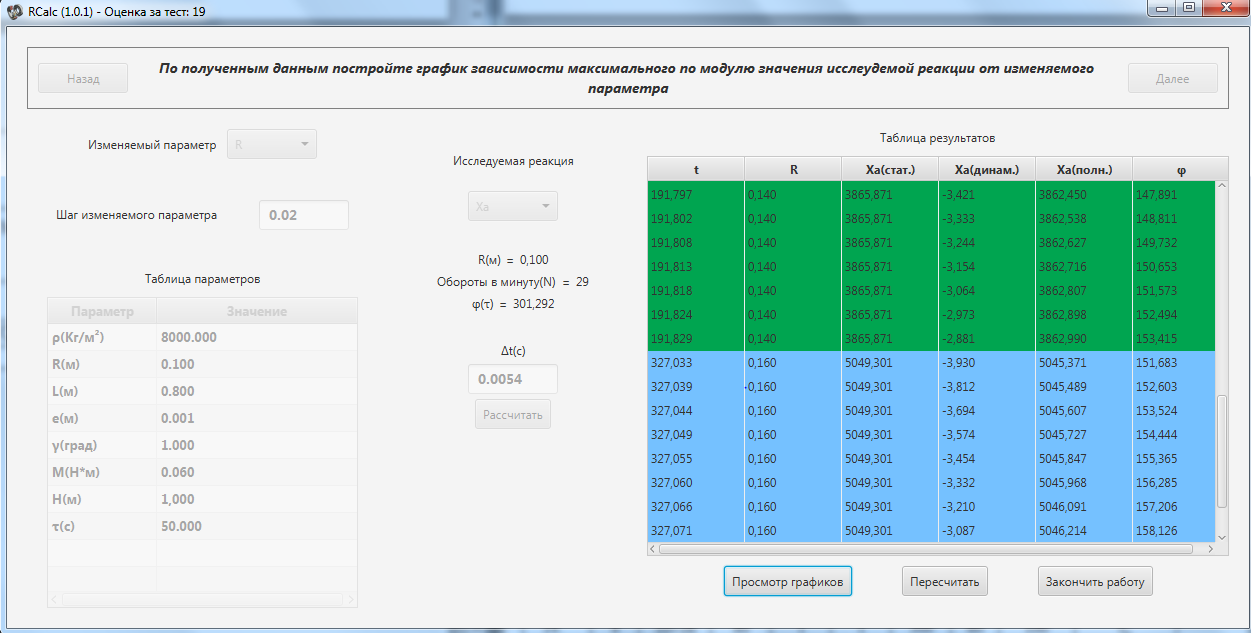 RCalc (1.0.1) - Оценка за тест: 19
Назад
По полученным данным постройте график зависимости максимального по модулю значения исслеудемой реакции от изменяемого
параметра
Далее
Изменяемый параметр R
Шаг изменяемого параметра 0.02
Таблица параметров
Параметр Значение
ρ(Кг/м²) 8000.000
R(м) 0.100
L(м) 0.800
e(м) 0.001
γ(град) 1.000
M(Н*м) 0.060
H(м) 1,000
τ(с) 50.000
Исследуемая реакция
Xa
R(м) = 0,100
Обороты в минуту(N) = 29
φ(τ) = 301,292
Δt(c)
0.0054
Рассчитать
Таблица результатов
t R Xa(стат.) Xa(динам.) Xa(полн.) φ
191,797 0,140 3865,871 -3,421 3862,450 147,891
191,802 0,140 3865,871 -3,333 3862,538 148,811
191,808 0,140 3865,871 -3,244 3862,627 149,732
191,813 0,140 3865,871 -3,154 3862,716 150,653
191,818 0,140 3865,871 -3,064 3862,807 151,573
191,824 0,140 3865,871 -2,973 3862,898 152,494
191,829 0,140 3865,871 -2,881 3862,990 153,415
327,033 0,160 5049,301 -3,930 5045,371 151,683
327,039 0,160 5049,301 -3,812 5045,489 152,603
327,044 0,160 5049,301 -3,694 5045,607 153,524
327,049 0,160 5049,301 -3,574 5045,727 154,444
327,055 0,160 5049,301 -3,454 5045,847 155,365
327,060 0,160 5049,301 -3,332 5045,968 156,285
327,066 0,160 5049,301 -3,210 5046,091 157,206
327,071 0,160 5049,301 -3,087 5046,214 158,126
Просмотр графиков
Пересчитать
Закончить работу